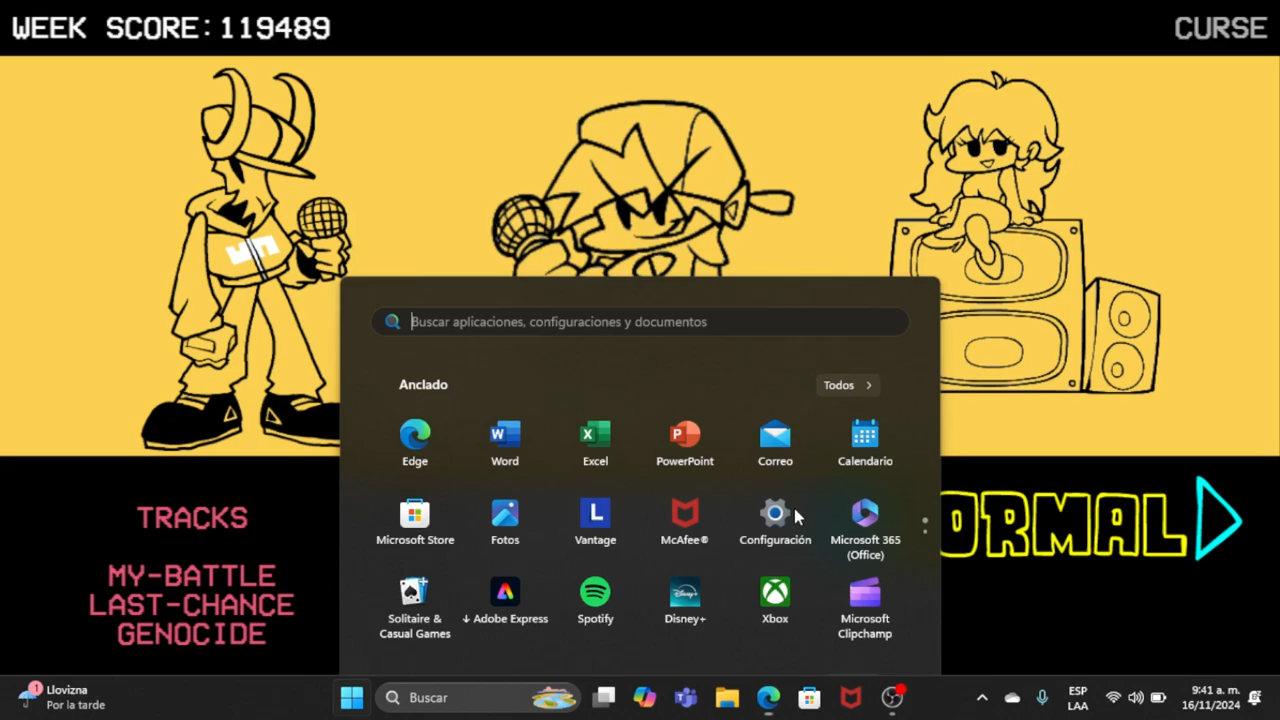 WEEK SCORE:119489
CURSE
Buscar aplicaciones, configuraciones y documentos
Anclado
Todos >
Edge
Word
Excel
PowerPoint
Correo
Calendario
Microsoft Store
Fotos
Vantage
McAfee®
Configuración
Microsoft 365
(Office)
Solitaire &
Casual Games
↓ Adobe Express
Spotify
Disney+
Xbox
Microsoft
Clipchamp
TRACKS
MY-BATTLE
LAST-CHANCE
GENOCIDE
ORMAL
1
Llovizna
Por la tarde
Buscar
ESP
LAA
9:41 a. m.
16/11/2024